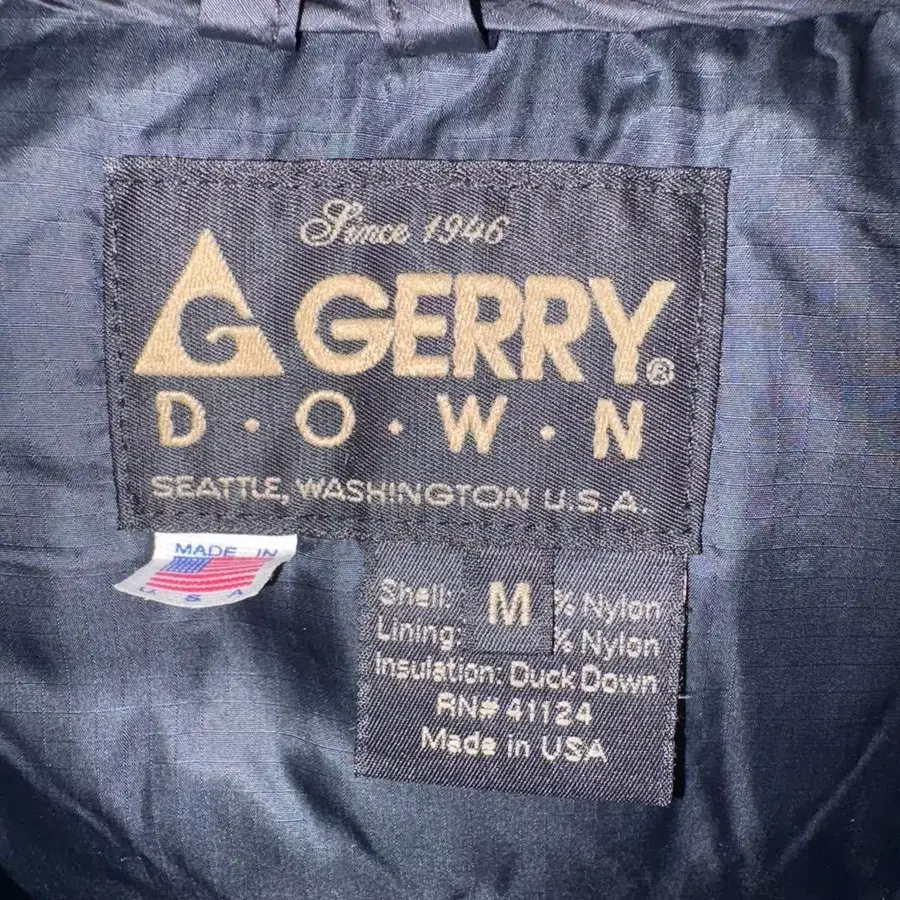 Since 1946
G GERRY®
D·O·W·N
SEATTLE, WASHINGTON U.S.A.
MADE IN
U S A
M
Shell: % Nylon
Lining: % Nylon
Insulation: Duck Down
RN# 41124
Made in USA